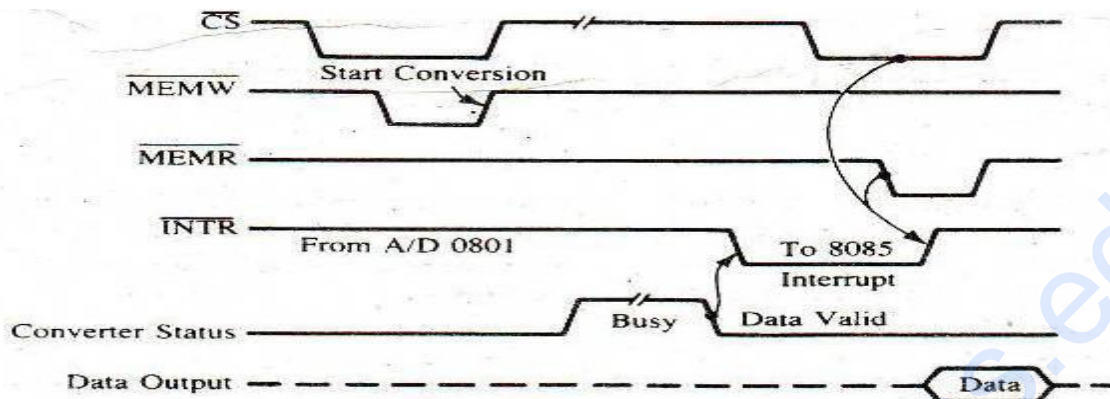 CS
Start Conversion
MEMW
MEMR
INTR
From A/D 0801
To 8085
Interrupt
Converter Status
Busy
Data Valid
Data Output
Data